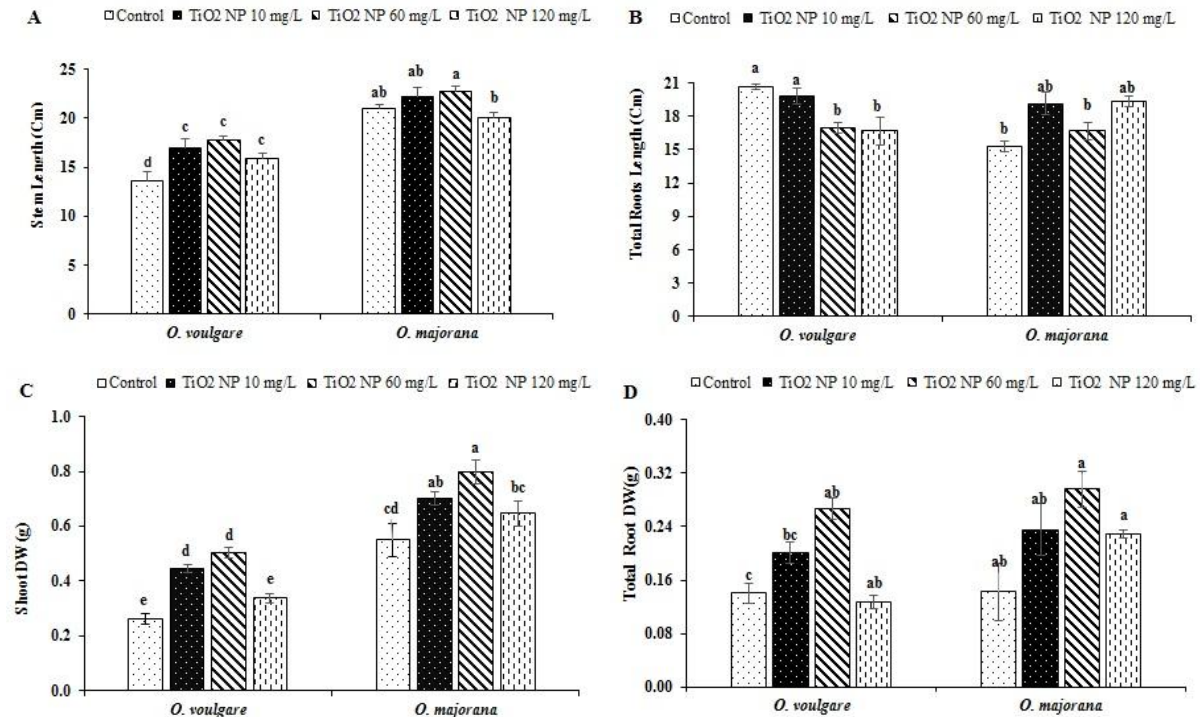 A
Control TiO2 NP 10 mg/L TiO2 NP 60 mg/L TiO2 NP 120 mg/L
Stem Length (Cm)
25
20
15
10
5
0
d c c c ab ab a b
O. voulgare O. majorana
B
Control TiO2 NP 10 mg/L TiO2 NP 60 mg/L TiO2 NP 120 mg/L
Total Roots Length (Cm)
21
18
15
12
9
6
3
0
a a b b b ab b ab
O. voulgare O. majorana
C
Control TiO2 NP 10 mg/L TiO2 NP 60 mg/L TiO2 NP 120 mg/L
Shoot DW (g)
1.0
0.8
0.6
0.4
0.2
0.0
e d d e cd ab a bc
O. voulgare O. majorana
D
Control TiO2 NP 10 mg/L TiO2 NP 60 mg/L TiO2 NP 120 mg/L
Total Root DW(g)
0.40
0.32
0.24
0.16
0.08
0.00
c bc ab ab ab ab a a
O. voulgare O. majorana